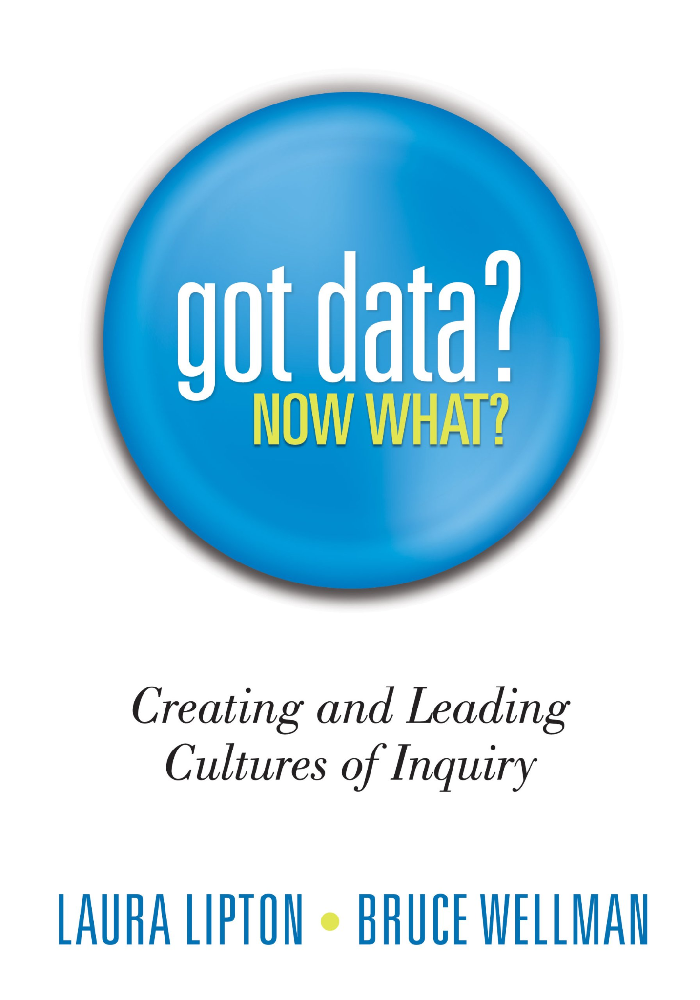 got data?
NOW WHAT?
Creating and Leading
Cultures of Inquiry
LAURA LIPTON • BRUCE WELLMAN